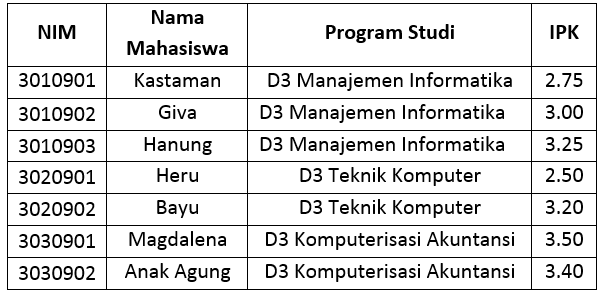 NIM Nama Mahasiswa Program Studi IPK
3010901 Kastaman D3 Manajemen Informatika 2.75
3010902 Giva D3 Manajemen Informatika 3.00
3010903 Hanung D3 Manajemen Informatika 3.25
3020901 Heru D3 Teknik Komputer 2.50
3020902 Bayu D3 Teknik Komputer 3.20
3030901 Magdalena D3 Komputerisasi Akuntansi 3.50
3030902 Anak Agung D3 Komputerisasi Akuntansi 3.40